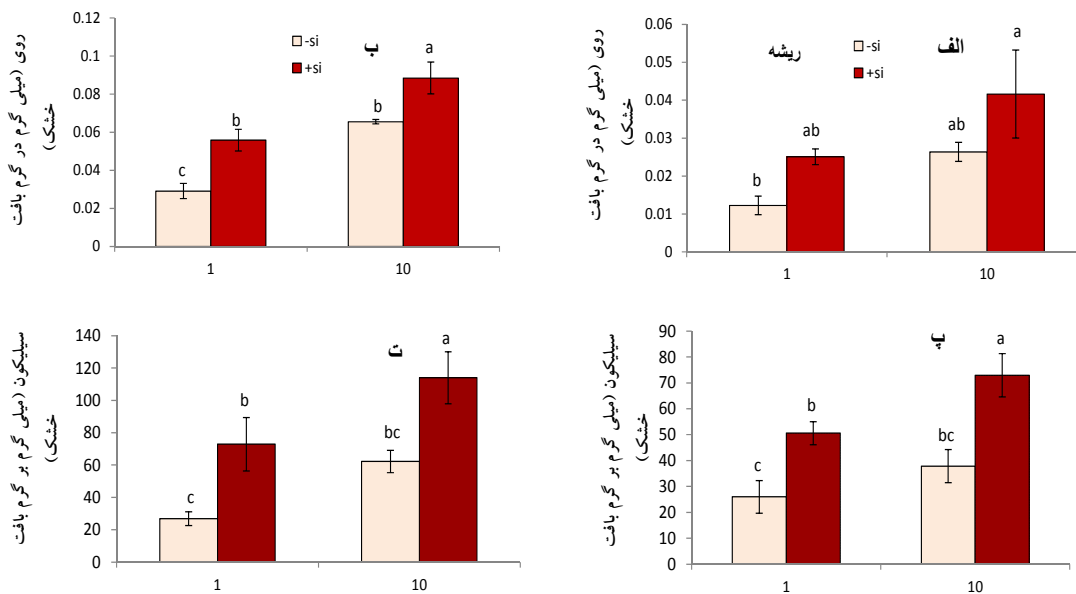 روی (میلی گرم در گرم بافت
خشک)
0.06
0.05
0.04
0.03
0.02
0.01
0
ریشه
الف
-si
+si
b
ab
ab
a
1
10
روی (میلی گرم در گرم بافت
خشک)
0.12
0.1
0.08
0.06
0.04
0.02
0
-si
+si
ب
c
b
b
a
1
10
سیلیکون (میلی گرم بر گرم بافت
خشک)
90
80
70
60
50
40
30
20
10
0
پ
c
b
bc
a
1
10
سیلیکون (میلی گرم بر گرم بافت
خشک)
140
120
100
80
60
40
20
0
ت
c
b
bc
a
1
10